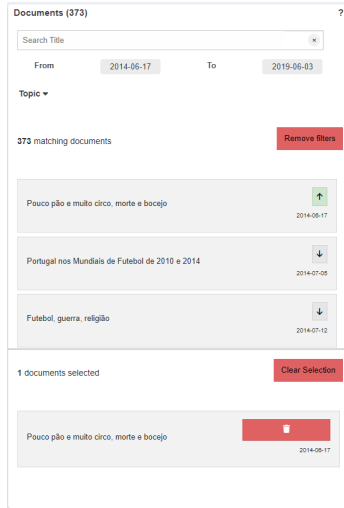 Documents (373) ?
Search Title ×
From 2014-06-17 To 2019-06-03
Topic
373 matching documents Remove filters
Pouco pão e muito circo, morte e bocejo
2014-06-17
Portugal nos Mundiais de Futebol de 2010 e 2014
2014-07-05
Futebol, guerra, religião
2014-07-12
1 documents selected Clear Selection
Pouco pão e muito circo, morte e bocejo
2014-06-17